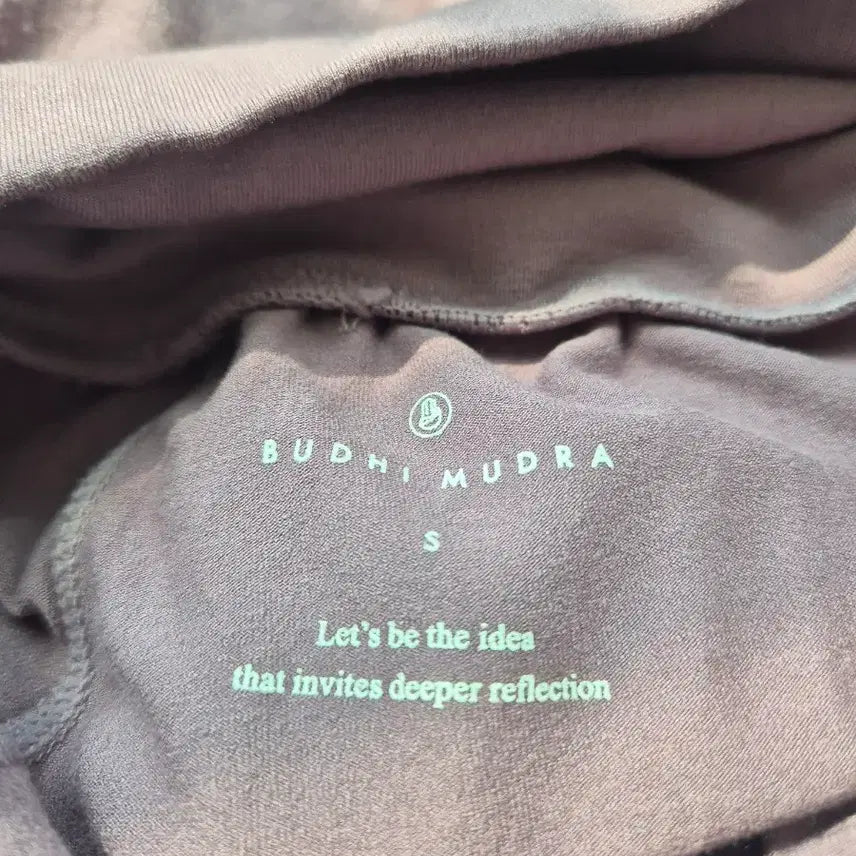 BUDHI MUDRA
S
Let's be the idea
that invites deeper reflection